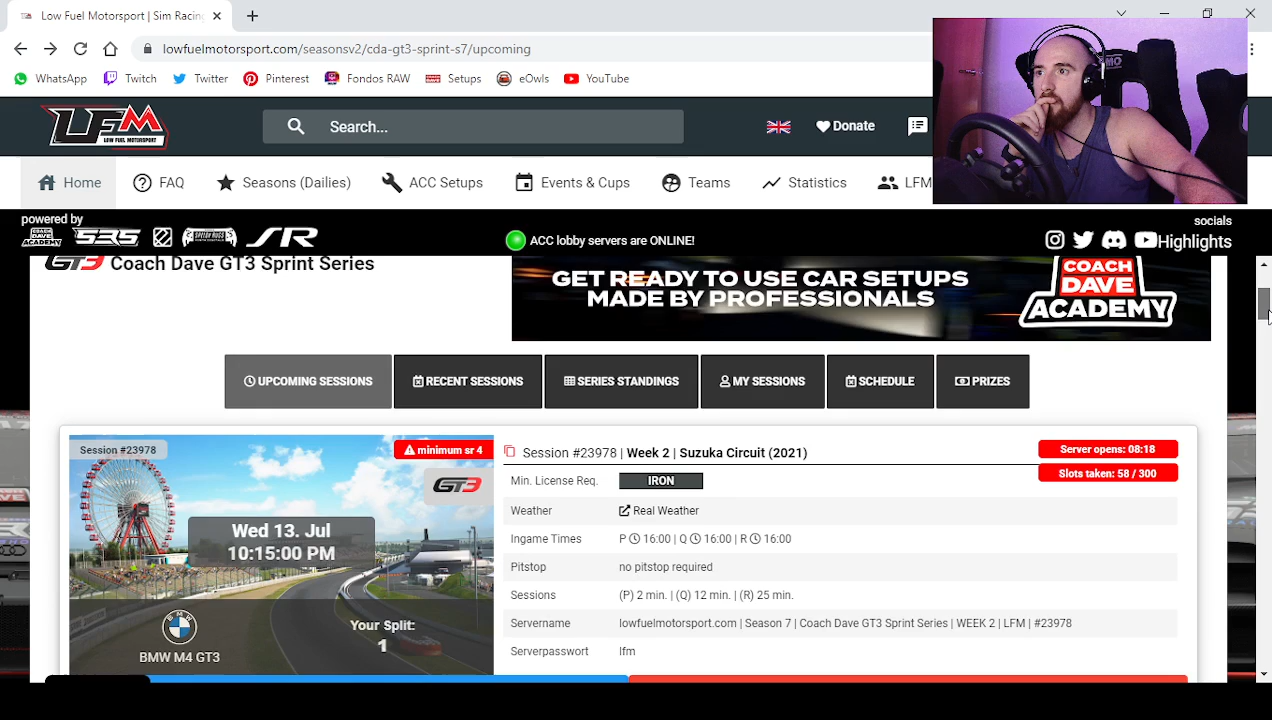 Low Fuel Motorsport | Sim Racing
lowfuelmotorsport.com/seasonsv2/cda-gt3-sprint-s7/upcoming
WhatsApp Twitch Twitter Pinterest Fondos RAW Setups eOwls YouTube
LFM
LOW FUEL MOTORSPORT
Search...
Donate
Home FAQ Seasons (Dailies) ACC Setups Events & Cups Teams Statistics LFM
powered by
COACH DAVE ACADEMY
SR
ACC lobby servers are ONLINE!
socials
Highlights
GT3 Coach Dave GT3 Sprint Series
GET READY TO USE CAR SETUPS
MADE BY PROFESSIONALS
COACH
DAVE
ACADEMY
UPCOMING SESSIONS RECENT SESSIONS SERIES STANDINGS MY SESSIONS SCHEDULE PRIZES
Session #23978
minimum sr 4
GT3
Wed 13. Jul
10:15:00 PM
BMW M4 GT3
Your Split:
1
Session #23978 | Week 2 | Suzuka Circuit (2021)
Server opens: 08:18
Slots taken: 58 / 300
Min. License Req. IRON
Weather Real Weather
Ingame Times P 16:00 | Q 16:00 | R 16:00
Pitstop no pitstop required
Sessions (P) 2 min. | (Q) 12 min. | (R) 25 min.
Servername lowfuelmotorsport.com | Season 7 | Coach Dave GT3 Sprint Series | WEEK 2 | LFM | #23978
Serverpasswort lfm